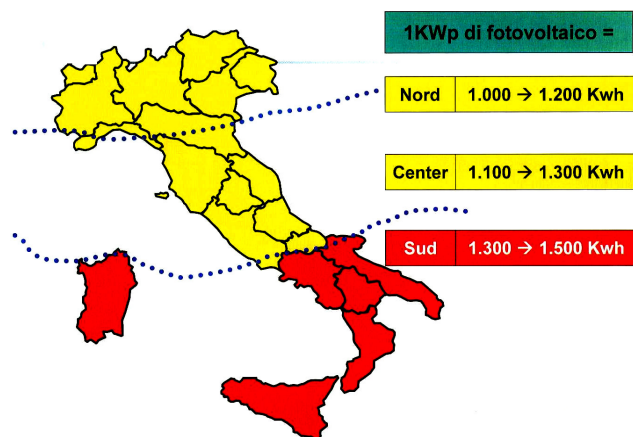 1KWp di fotovoltaico =
Nord 1.000 → 1.200 Kwh
Center 1.100 → 1.300 Kwh
Sud 1.300 → 1.500 Kwh